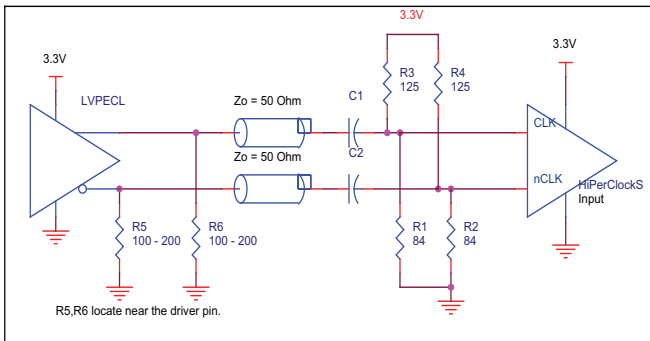 3.3V
3.3V
3.3V
LVPECL
Zo = 50 Ohm
C1
R3
125
R4
125
CLK
Zo = 50 Ohm
C2
nCLK
HiPerClockS
Input
R5
100 - 200
R6
100 - 200
R1
84
R2
84
R5,R6 locate near the driver pin.